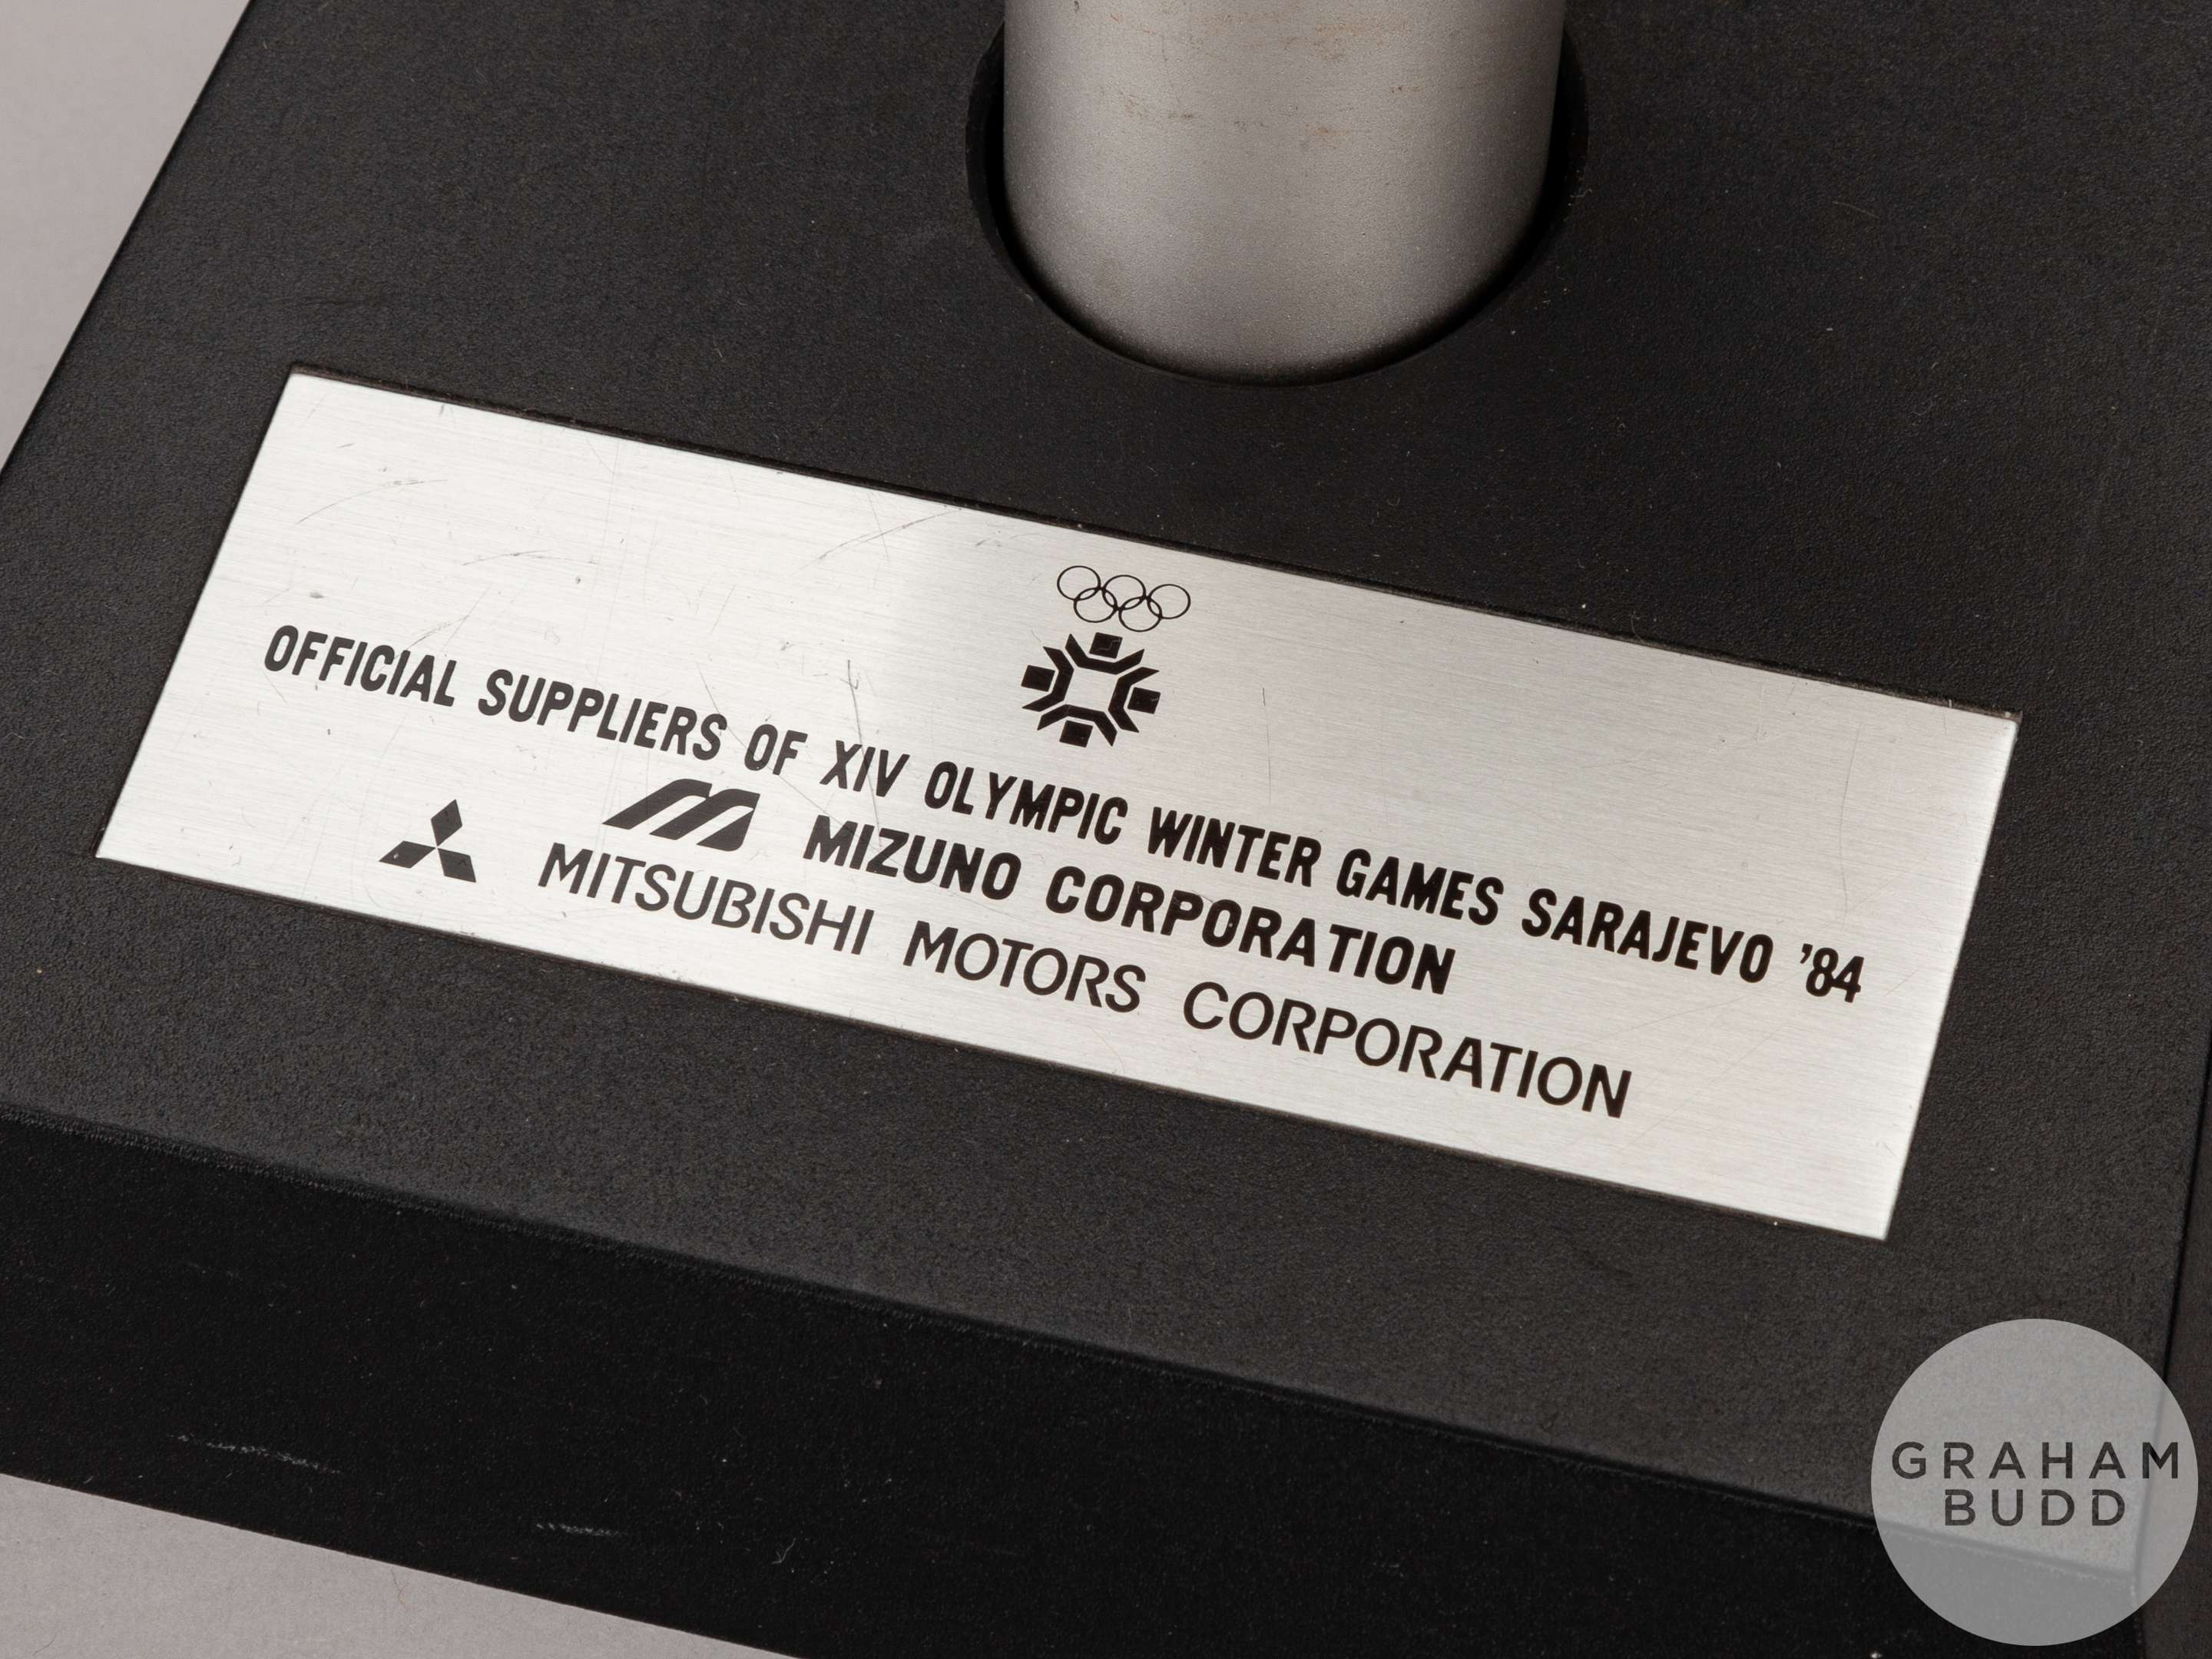 OFFICIAL SUPPLIERS OF XIV OLYMPIC WINTER GAMES SARAJEVO '84
MIZUNO CORPORATION
MITSUBISHI MOTORS CORPORATION
GRAHAM
BUDD